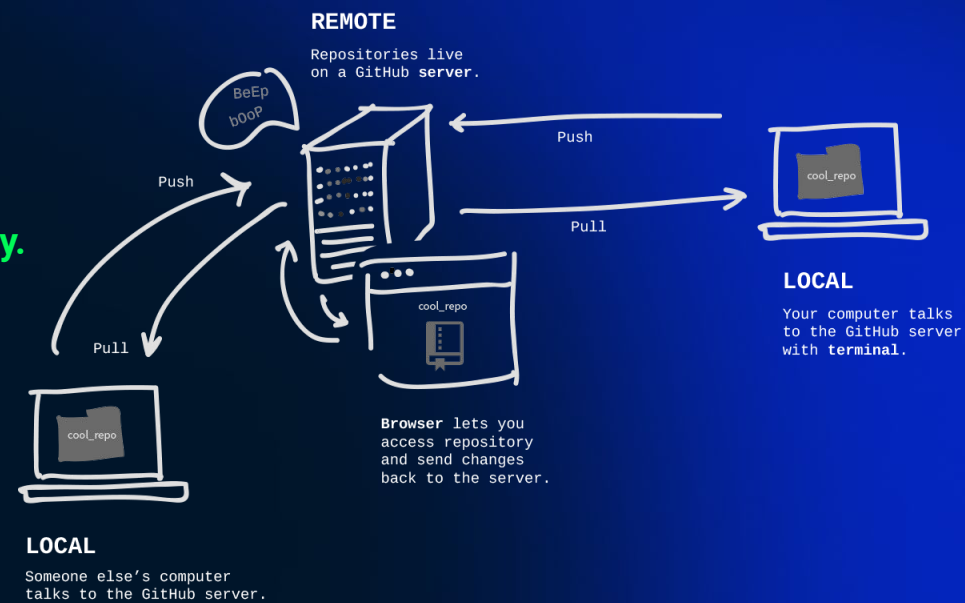 REMOTE
Repositories live
on a GitHub server.
BeEp
bOoP
Push
Pull
Push
Pull
cool_repo
LOCAL
Your computer talks
to the GitHub server
with terminal.
y.
cool_repo
Browser lets you
access repository
and send changes
back to the server.
cool_repo
LOCAL
Someone else’s computer
talks to the GitHub server.